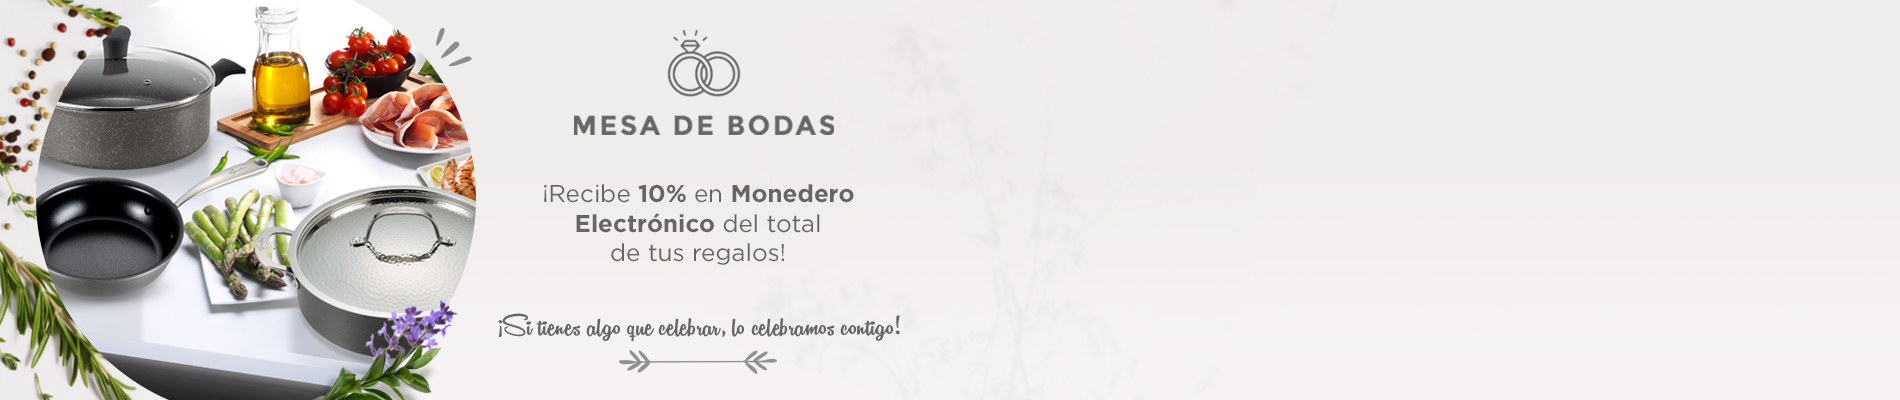 MESA DE BODAS
¡Recibe 10% en Monedero
Electrónico del total
de tus regalos!
¡Si tienes algo que celebrar, lo celebramos contigo!